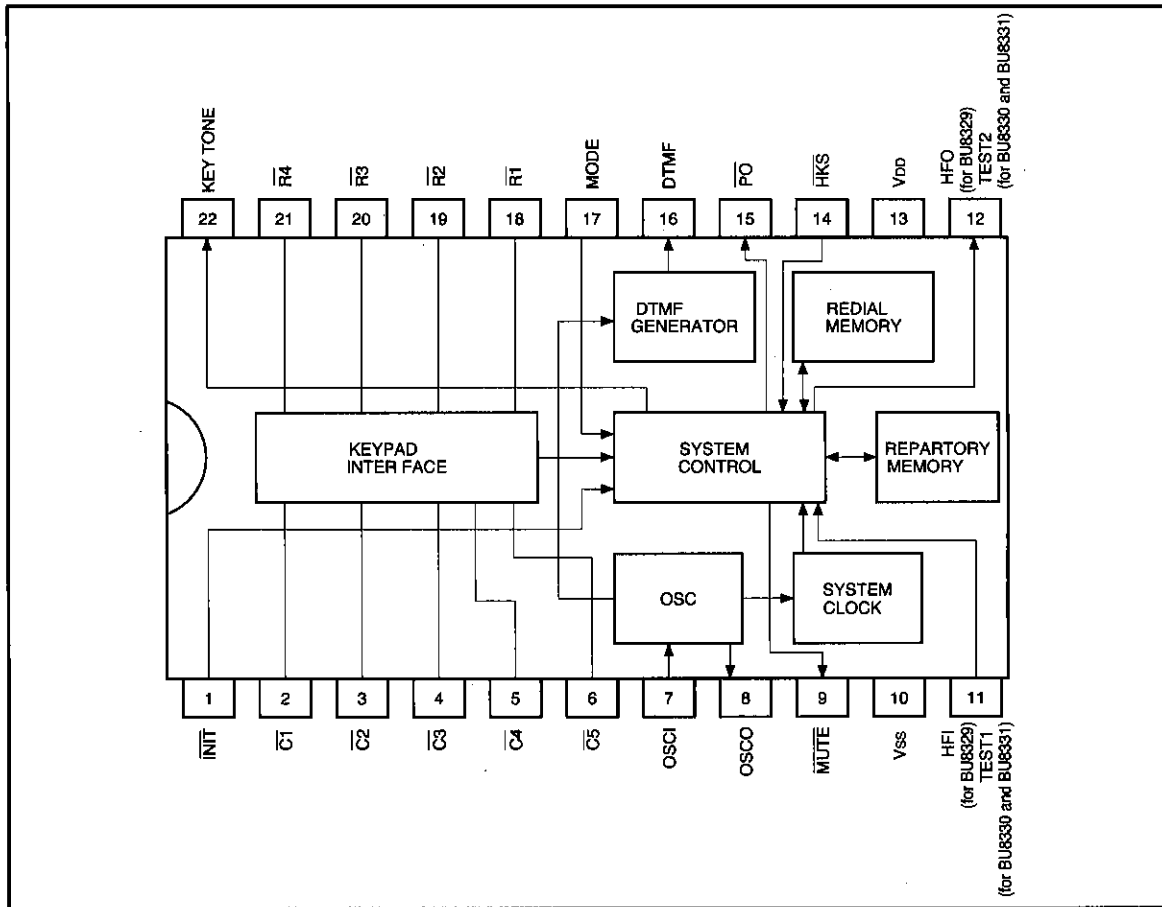 KEY TONE
R4
R3
R2
R1
MODE
DTMF
PO
HKS
VDD
HFO
(for BU8329)
TEST2
(for BU8330 and BU8331)
22
21
20
19
18
17
16
15
14
13
12
DTMF
GENERATOR
REDIAL
MEMORY
KEYPAD
INTER FACE
SYSTEM
CONTROL
REPARTORY
MEMORY
OSC
SYSTEM
CLOCK
1
2
3
4
5
6
7
8
9
10
11
INIT
C1
C2
C3
C4
C5
OSCI
OSCO
MUTE
VSS
HFI
(for BU8329)
TEST1
(for BU8330 and BU8331)